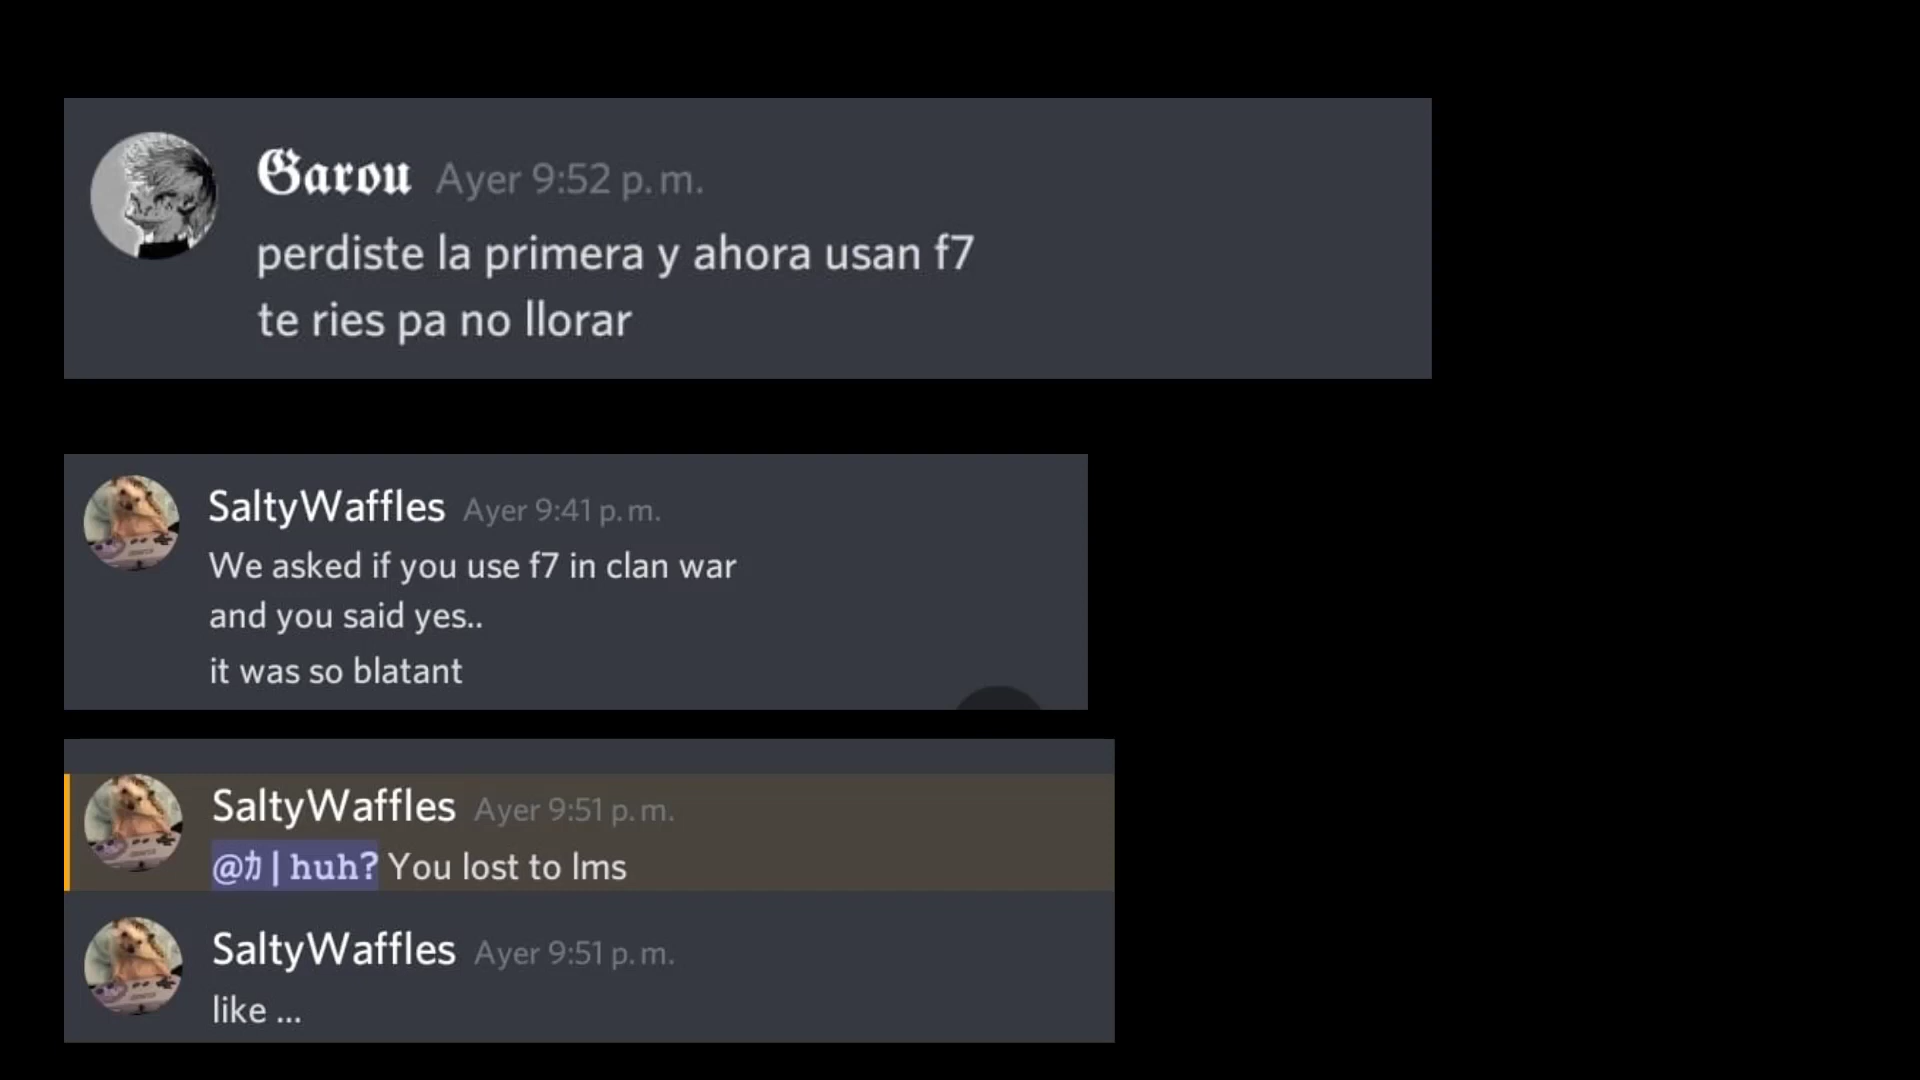 Garou Ayer 9:52 p. m.
perdiste la primera y ahora usan f7
te ries pa no llorar
SaltyWaffles Ayer 9:41 p. m.
We asked if you use f7 in clan war
and you said yes..
it was so blatant
SaltyWaffles Ayer 9:51 p. m.
@カ | huh? You lost to lms
SaltyWaffles Ayer 9:51 p. m.
like ...